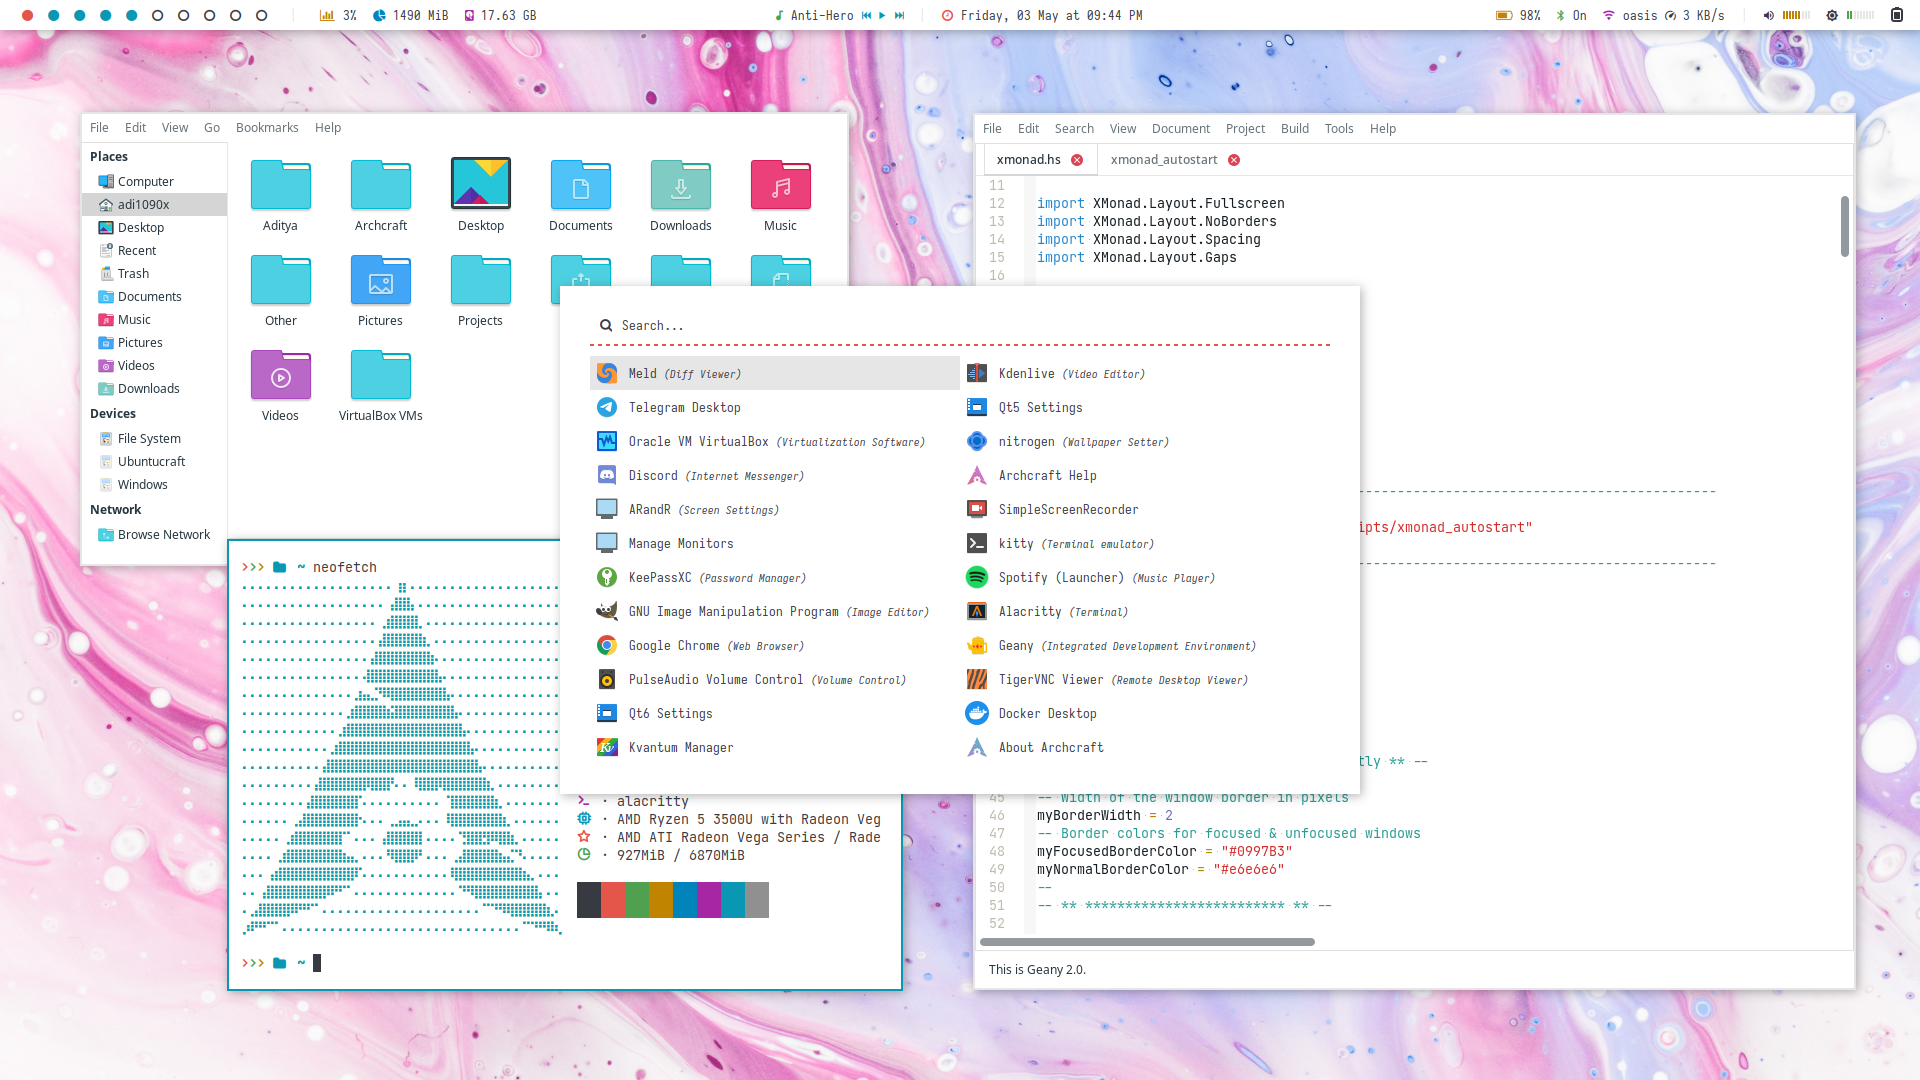 3% 1490 MiB 17.63 GB Anti-Hero Friday, 03 May at 09:44 PM 98% On oasis 3 KB/s
File Edit View Go Bookmarks Help
Places
Computer
adi1090x
Desktop
Recent
Trash
Documents
Music
Pictures
Videos
Downloads
Devices
File System
Ubuntucraft
Windows
Network
Browse Network
Aditya Archcraft Desktop Documents Downloads Music
Other Pictures Projects
Videos VirtualBox VMs
>>> ~ neofetch
· alacritty
· AMD Ryzen 5 3500U with Radeon Veg
· AMD ATI Radeon Vega Series / Rade
· 927MiB / 6870MiB
>>> ~
Search...
Meld (Diff Viewer)
Telegram Desktop
Oracle VM VirtualBox (Virtualization Software)
Discord (Internet Messenger)
ARandR (Screen Settings)
Manage Monitors
KeePassXC (Password Manager)
GNU Image Manipulation Program (Image Editor)
Google Chrome (Web Browser)
PulseAudio Volume Control (Volume Control)
Qt6 Settings
Kvantum Manager
Kdenlive (Video Editor)
Qt5 Settings
nitrogen (Wallpaper Setter)
Archcraft Help
SimpleScreenRecorder
kitty (Terminal emulator)
Spotify (Launcher) (Music Player)
Alacritty (Terminal)
Geany (Integrated Development Environment)
TigerVNC Viewer (Remote Desktop Viewer)
Docker Desktop
About Archcraft
File Edit Search View Document Project Build Tools Help
xmonad.hs xmonad_autostart
11
12 import XMonad.Layout.Fullscreen
13 import XMonad.Layout.NoBorders
14 import XMonad.Layout.Spacing
15 import XMonad.Layout.Gaps
16
ipts/xmonad_autostart"
tly ** --
45 -- Width of the window border in pixels
46 myBorderWidth = 2
47 -- Border colors for focused & unfocused windows
48 myFocusedBorderColor = "#0997B3"
49 myNormalBorderColor = "#e6e6e6"
50 --
51 -- ** ************************* ** --
52
This is Geany 2.0.